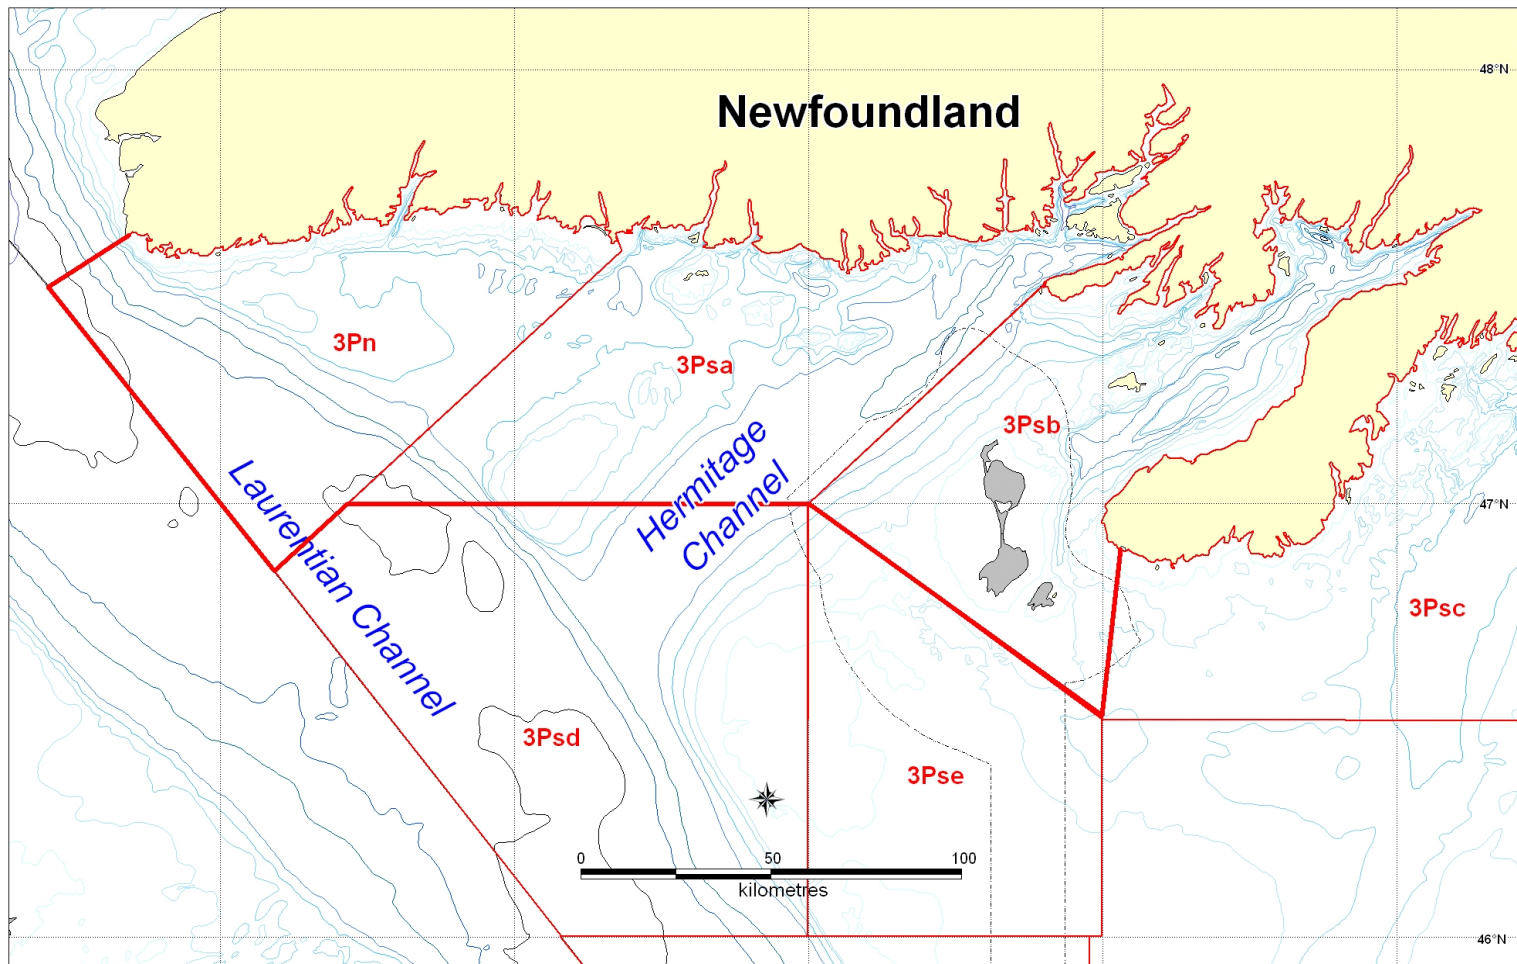 48°N
Newfoundland
3Pn
3Psa
3Psb
Hermitage
Channel
Laurentian Channel
47°N
3Psc
3Psd
3Pse
0 50 100
kilometres
46°N